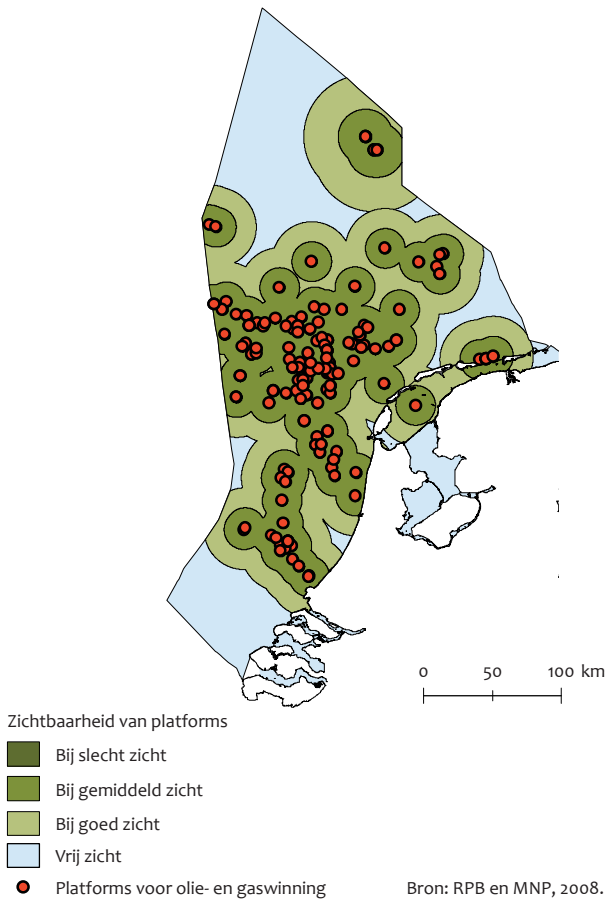 0 50 100 km
Zichtbaarheid van platforms
Bij slecht zicht
Bij gemiddeld zicht
Bij goed zicht
Vrij zicht
Platforms voor olie- en gaswinning Bron: RPB en MNP, 2008.